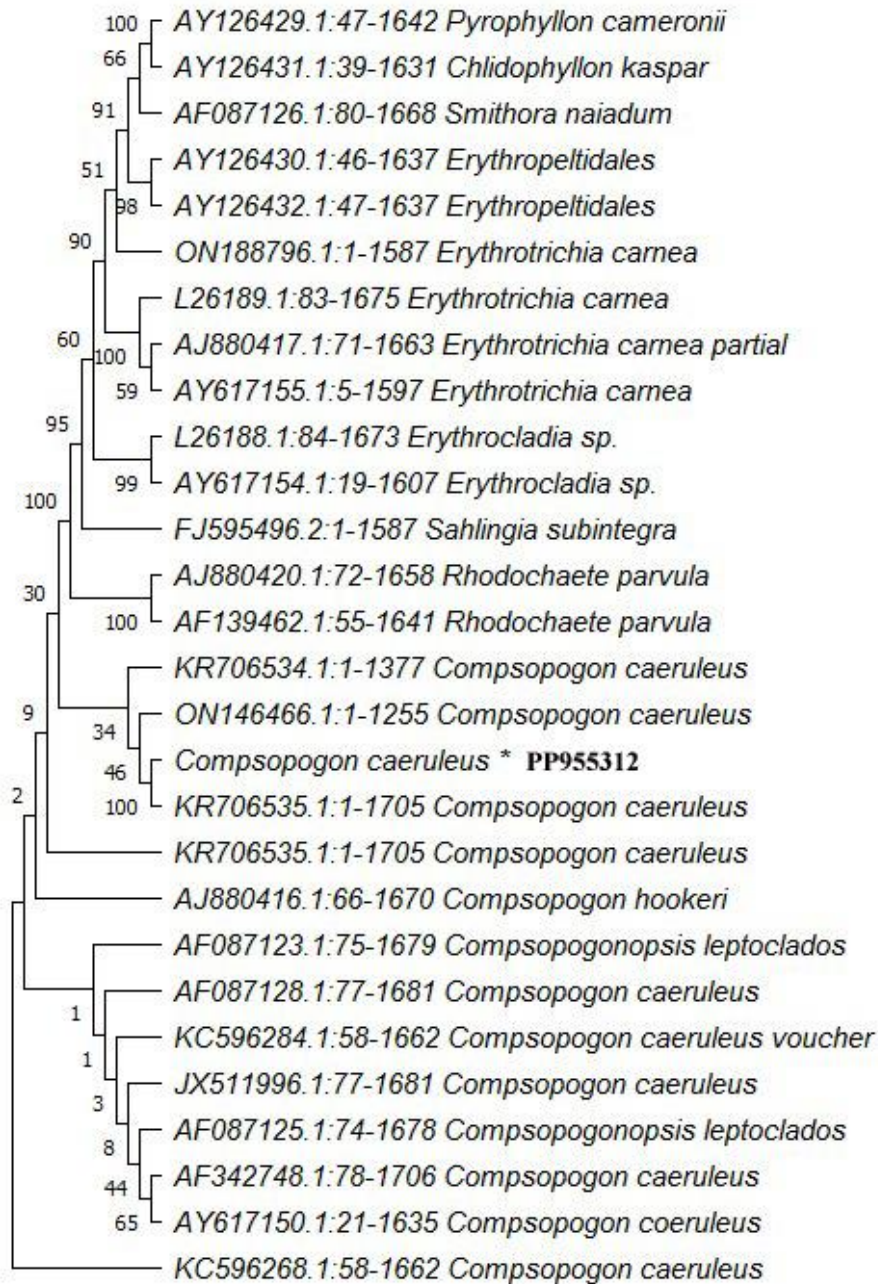 100 AY126429.1:47-1642 Pyrophyllon cameronii
66 AY126431.1:39-1631 Chlidophyllon kaspar
91 AF087126.1:80-1668 Smithora naiadum
51 AY126430.1:46-1637 Erythropeltidales
98 AY126432.1:47-1637 Erythropeltidales
90 ON188796.1:1-1587 Erythrotrichia carnea
L26189.1:83-1675 Erythrotrichia carnea
60 100 AJ880417.1:71-1663 Erythrotrichia carnea partial
59 AY617155.1:5-1597 Erythrotrichia carnea
95 L26188.1:84-1673 Erythrocladia sp.
99 AY617154.1:19-1607 Erythrocladia sp.
100 FJ595496.2:1-1587 Sahlingia subintegra
30 AJ880420.1:72-1658 Rhodochaete parvula
100 AF139462.1:55-1641 Rhodochaete parvula
KR706534.1:1-1377 Compsopogon caeruleus
9 34 ON146466.1:1-1255 Compsopogon caeruleus
46 Compsopogon caeruleus * PP955312
2 100 KR706535.1:1-1705 Compsopogon caeruleus
KR706535.1:1-1705 Compsopogon caeruleus
AJ880416.1:66-1670 Compsopogon hookeri
AF087123.1:75-1679 Compsopogonopsis leptoclados
1 AF087128.1:77-1681 Compsopogon caeruleus
1 KC596284.1:58-1662 Compsopogon caeruleus voucher
3 JX511996.1:77-1681 Compsopogon caeruleus
8 AF087125.1:74-1678 Compsopogonopsis leptoclados
44 AF342748.1:78-1706 Compsopogon caeruleus
65 AY617150.1:21-1635 Compsopogon coeruleus
KC596268.1:58-1662 Compsopogon caeruleus